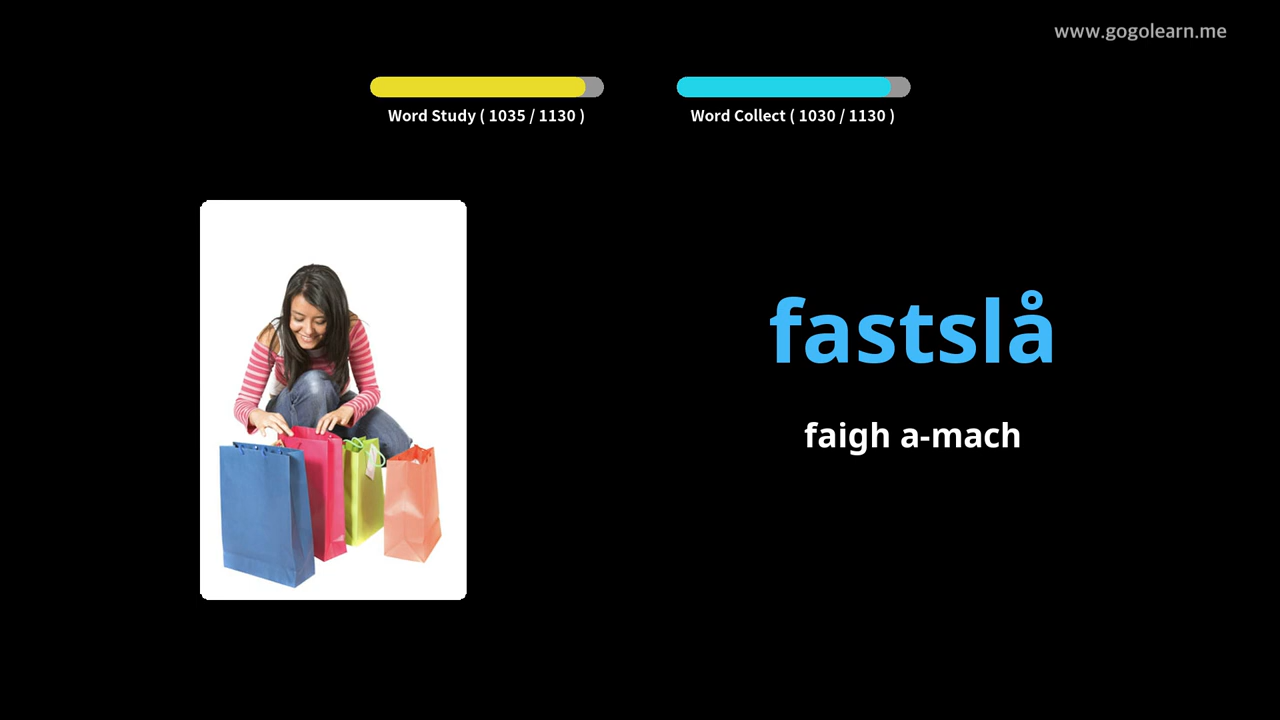 www.gogolearn.me
Word Study ( 1035 / 1130 )
Word Collect ( 1030 / 1130 )
fastslå
faigh a-mach